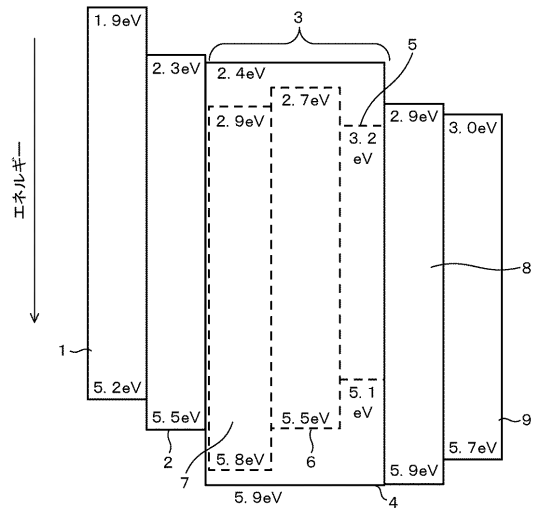 3
1.9eV
5
2.3eV
2.4eV
2.7eV
2.9eV
2.9eV
3.0eV
3.2
eV
エネルギー
8
1
5.2eV
5.1
eV
5.5eV
5.5eV
9
5.7eV
2
5.8eV
7
6
5.9eV
5.9eV
4